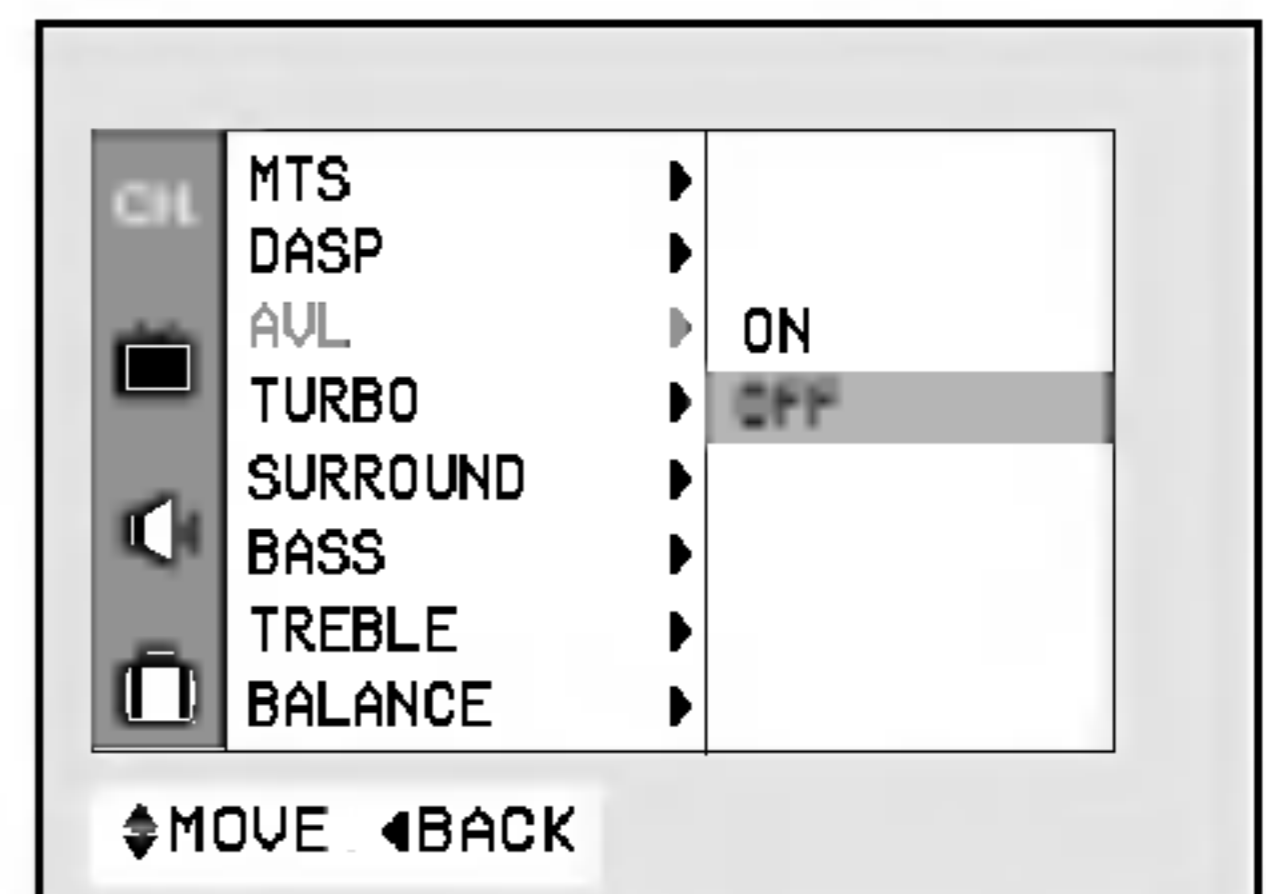 CH.
MTS
DASP
AVL
ON
TURBO
OFF
SURROUND
BASS
TREBLE
BALANCE
MOVE BACK